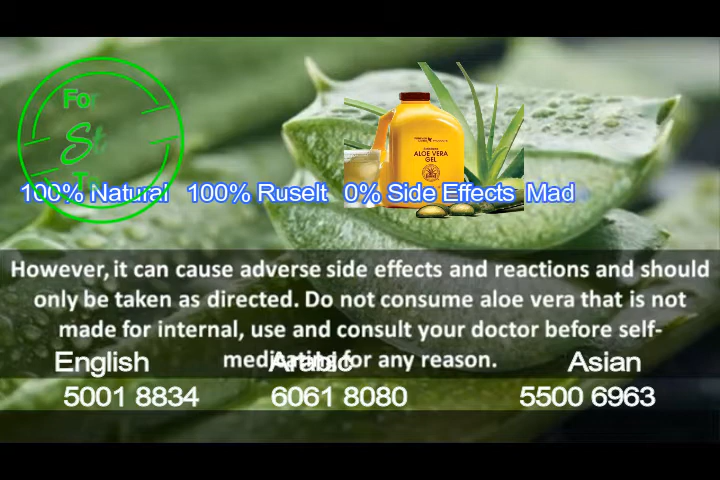 For
St
T
ALOE VERA
GEL
100% Natural 100% Ruselt 0% Side Effects Mad
However, it can cause adverse side effects and reactions and should
only be taken as directed. Do not consume aloe vera that is not
made for internal, use and consult your doctor before self-
medicating for any reason.
English Arabic Asian
5001 8834 6061 8080 5500 6963